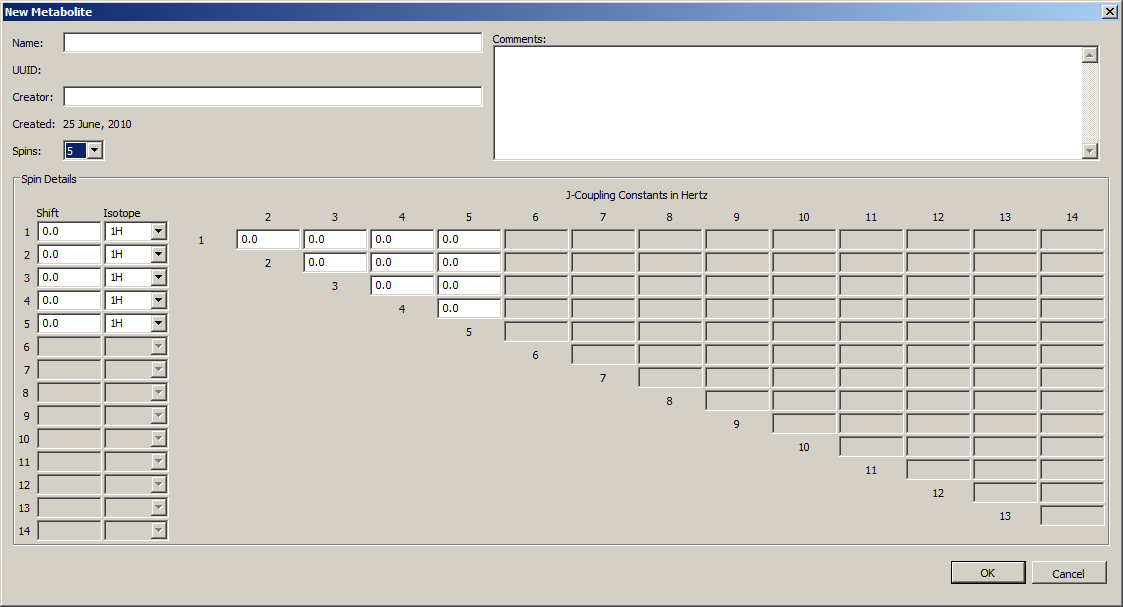 New Metabolite
Name:
Comments:
UUID:
Creator:
Created: 25 June, 2010
Spins: 5
Spin Details
J-Coupling Constants in Hertz
Shift Isotope 2 3 4 5 6 7 8 9 10 11 12 13 14
1 0.0 1H 1 0.0 0.0 0.0 0.0
2 0.0 1H 2 0.0 0.0 0.0
3 0.0 1H 3 0.0 0.0
4 0.0 1H 4 0.0
5 0.0 1H 5
6 6
7 7
8 8
9 9
10 10
11 11
12 12
13 13
14
OK Cancel